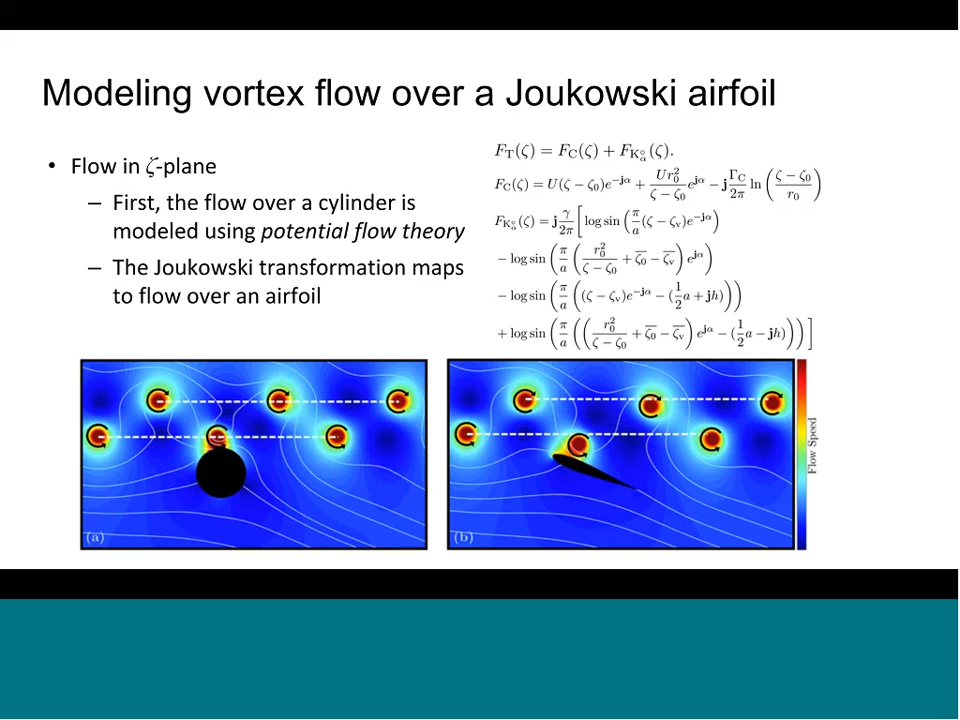 Modeling vortex flow over a Joukowski airfoil
• Flow in ζ-plane
– First, the flow over a cylinder is
modeled using potential flow theory
– The Joukowski transformation maps
to flow over an airfoil
F_T(ζ) = F_C(ζ) + F_{K_α^o}(ζ).
F_C(ζ) = U(ζ − ζ_0)e^{−jα} + \frac{Ur_0^2}{ζ − ζ_0} e^{jα} − j\frac{Γ_C}{2π} ln(\frac{ζ − ζ_0}{r_0})
F_{K_α^o}(ζ) = j\frac{γ}{2π}[log sin(\frac{π}{a}(ζ − ζ_v)e^{−jα})
− log sin(\frac{π}{a}(\frac{r_0^2}{ζ − ζ_0} + \overline{ζ_0} − \overline{ζ_v})e^{jα})
− log sin(\frac{π}{a}((ζ − ζ_v)e^{−jα} − (\frac{1}{2}a + jh)))
+ log sin(\frac{π}{a}((\frac{r_0^2}{ζ − ζ_0} + \overline{ζ_0} − \overline{ζ_v})e^{jα} − (\frac{1}{2}a − jh)))]
(a)
(b)
Flow Speed